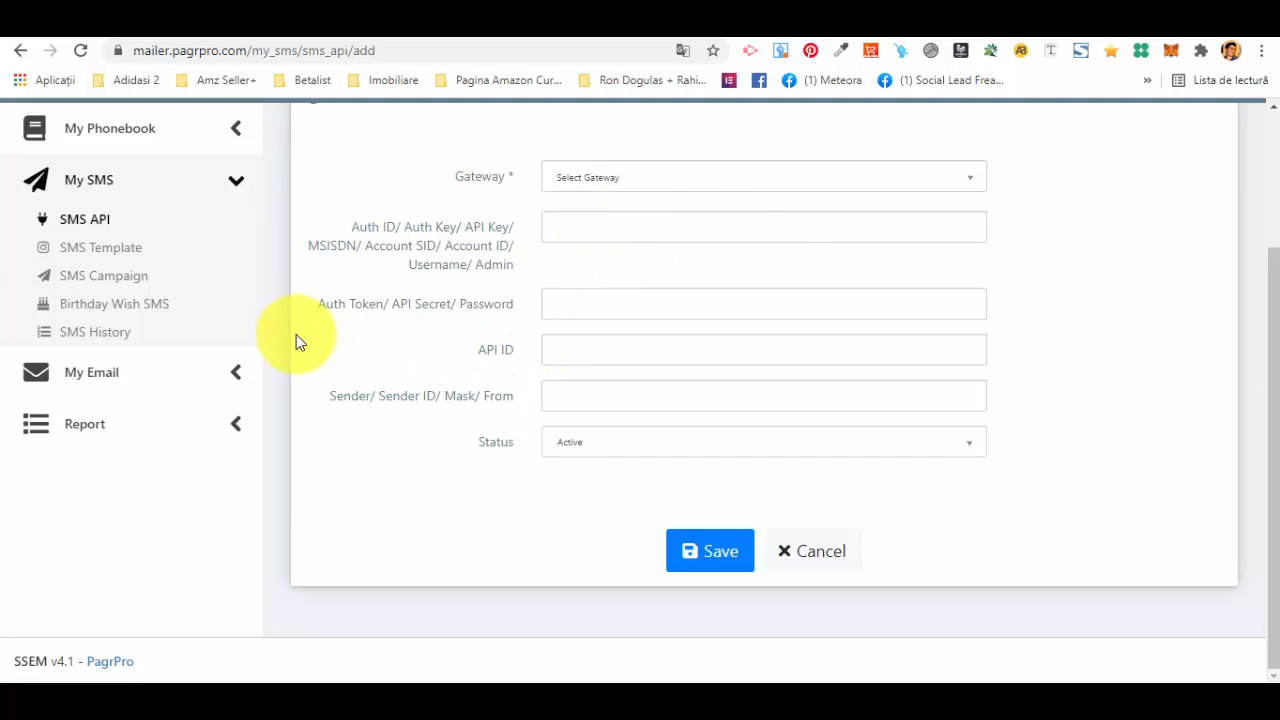 mailer.pagrpro.com/my_sms/sms_api/add
Aplicații
Adidasi 2
Amz Seller+
Betalist
Imobiliare
Pagina Amazon Cur...
Ron Dogulas + Rahi...
(1) Meteora
(1) Social Lead Frea...
»
Lista de lectură
My Phonebook
My SMS
SMS API
SMS Template
SMS Campaign
Birthday Wish SMS
SMS History
My Email
Report
Gateway *
Select Gateway
Auth ID/ Auth Key/ API Key/
MSISDN/ Account SID/ Account ID/
Username/ Admin
Auth Token/ API Secret/ Password
API ID
Sender/ Sender ID/ Mask/ From
Status
Active
Save
Cancel
SSEM v4.1 - PagrPro